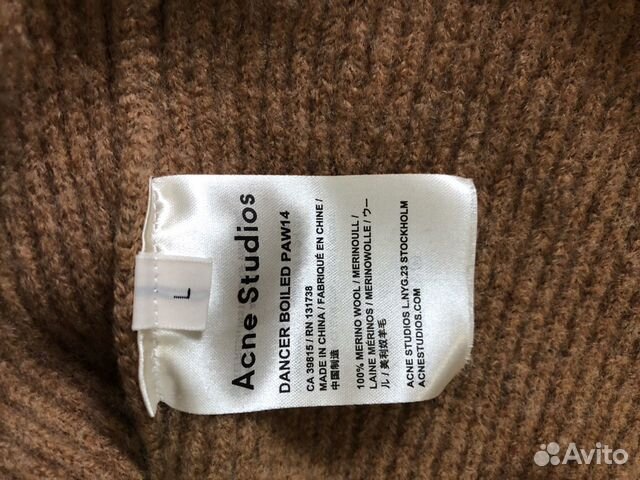 Acne Studios
DANCER BOILED PAW14
CA 39815 / RN 131738
MADE IN CHINA / FABRIQUÉ EN CHINE /
中国制造
100% MERINO WOOL / MERINOULL /
LAINE MÉRINOS / MERINOWOLLE / ウー
ル / 美利奴羊毛
ACNE STUDIOS L.NYG.23 STOCKHOLM
ACNESTUDIOS.COM
L
Avito